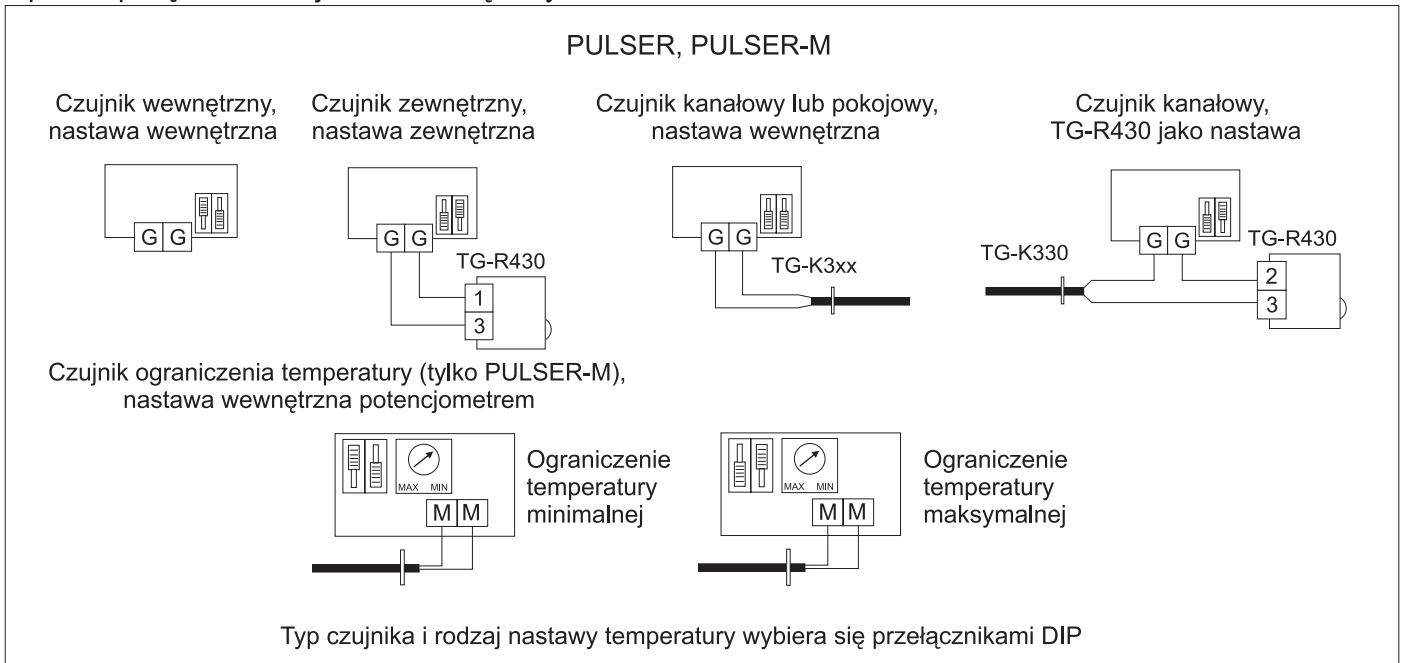 PULSER, PULSER-M
Czujnik wewnętrzny,
nastawa wewnętrzna
Czujnik zewnętrzny,
nastawa zewnętrzna
Czujnik kanałowy lub pokojowy,
nastawa wewnętrzna
Czujnik kanałowy,
TG-R430 jako nastawa
G G
G G
TG-R430
1
3
G G
TG-K3xx
G G
TG-K330
TG-R430
2
3
Czujnik ograniczenia temperatury (tylko PULSER-M),
nastawa wewnętrzna potencjometrem
MAX MIN
M M
Ograniczenie
temperatury
minimalnej
MAX MIN
M M
Ograniczenie
temperatury
maksymalnej
Typ czujnika i rodzaj nastawy temperatury wybiera się przełącznikami DIP